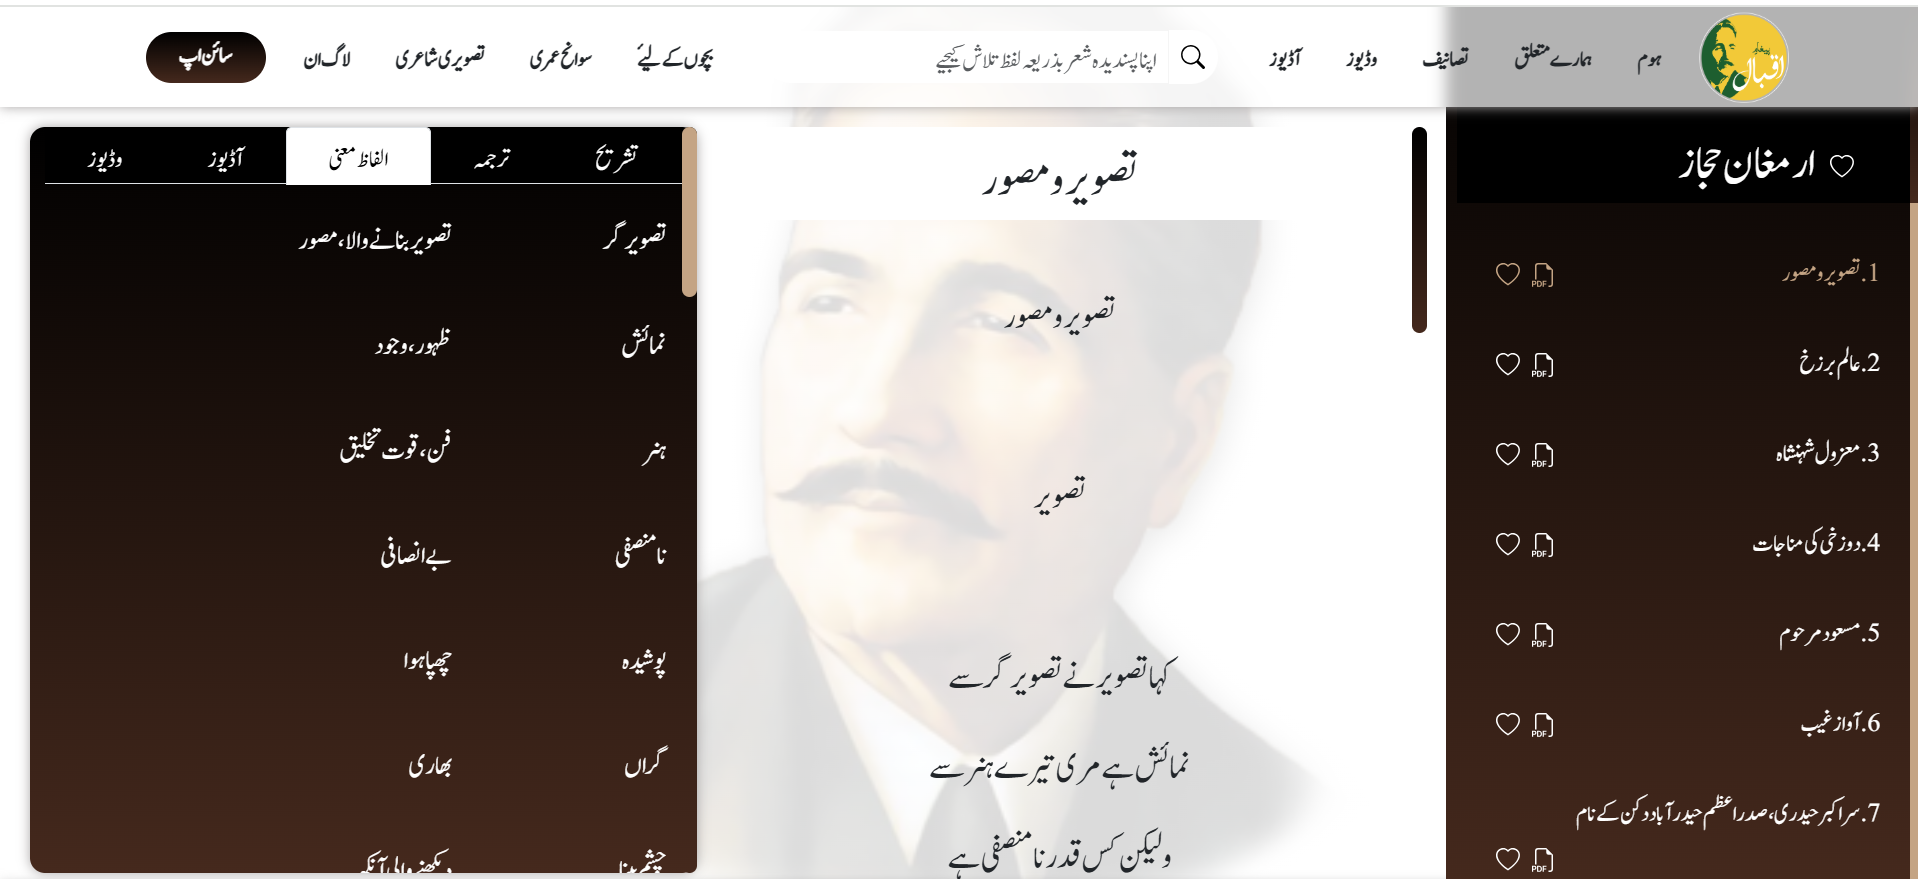 پیغام
اقبال
ہوم
ہمارے متعلق
تصانیف
وڈیوز
آڈیوز
اپنا پسندیدہ شعر بذریعہ لفظ تلاش کیجیے
بچوں کے لیئے
سوانح عمری
تصویری شاعری
لاگ ان
سائن اپ
ارمغان حجاز
1. تصویر و مصور
PDF
2. عالم برزخ
PDF
3. معزول شہنشاہ
PDF
4. دوزخی کی مناجات
PDF
5. مسعود مرحوم
PDF
6. آواز غیب
PDF
7. سر اکبر حیدری، صدر اعظم حیدر آباد دکن کے نام
PDF
تصویر و مصور
تصویر و مصور
تصویر
کہا تصویر نے تصویر گر سے
نمائش ہے مری تیرے ہنر سے
ولیکن کس قدر نا منصفی ہے
تشریح
ترجمہ
الفاظ معنی
آڈیوز
وڈیوز
تصویر گر تصویر بنانے والا، مصور
نمائش ظہور، وجود
ہنر فن، قوت تخلیق
نا منصفی بے انصافی
پوشیدہ چھپا ہوا
گراں بھاری
چشم بینا دیکھنے والی آنکھ